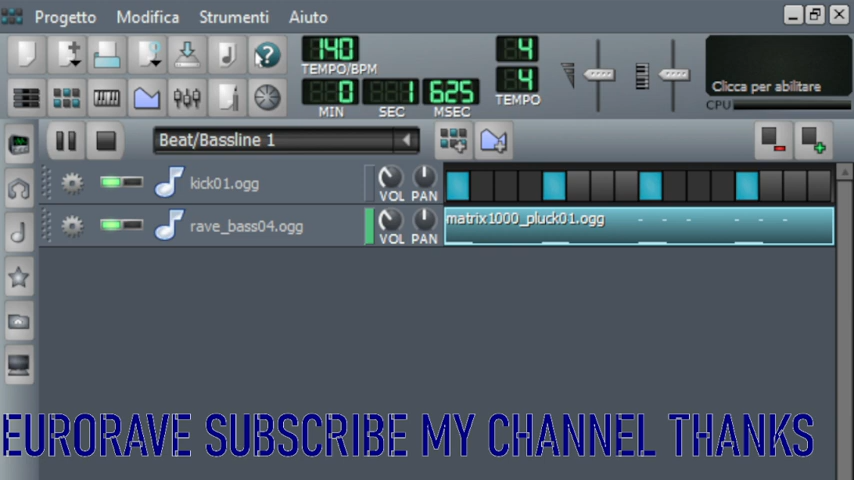 Progetto Modifica Strumenti Aiuto
140
TEMPO/BPM
4
4
TEMPO
0 1 625
MIN SEC MSEC
Clicca per abilitare
CPU
Beat/Bassline 1
kick01.ogg
VOL PAN
rave_bass04.ogg
VOL PAN
matrix1000_pluck01.ogg
EURORAVE SUBSCRIBE MY CHANNEL THANKS